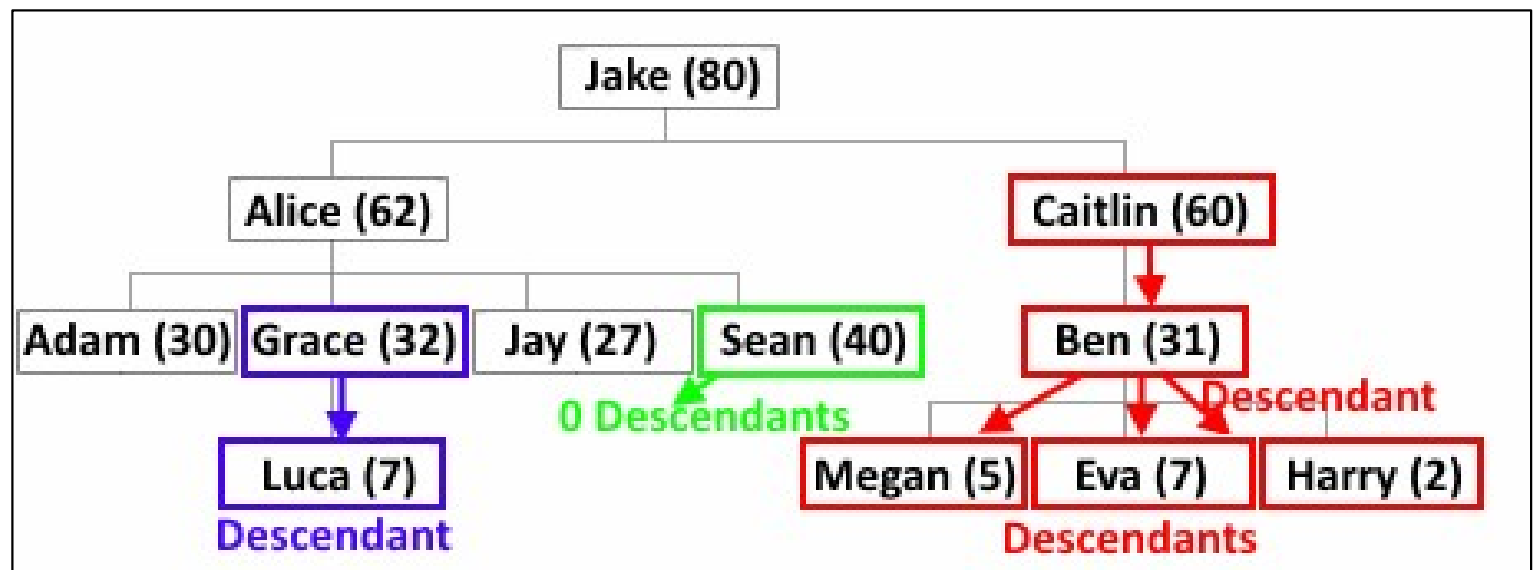 Jake (80)
Alice (62)
Caitlin (60)
Adam (30)
Grace (32)
Jay (27)
Sean (40)
Ben (31)
0 Descendants
Descendant
Luca (7)
Megan (5)
Eva (7)
Harry (2)
Descendant
Descendants